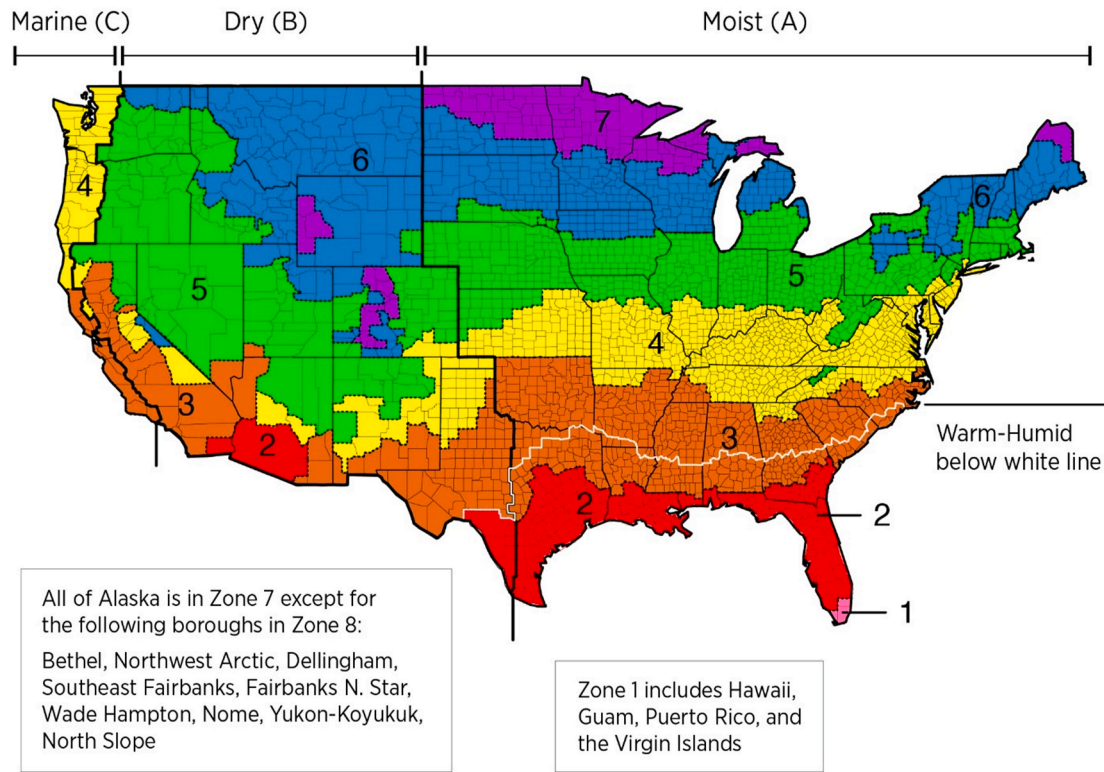 Marine (C)
Dry (B)
Moist (A)
7
6
4
6
5
5
4
3
3
2
Warm-Humid
below white line
2
2
1
All of Alaska is in Zone 7 except for
the following boroughs in Zone 8:
Bethel, Northwest Arctic, Dellingham,
Southeast Fairbanks, Fairbanks N. Star,
Wade Hampton, Nome, Yukon-Koyukuk,
North Slope
Zone 1 includes Hawaii,
Guam, Puerto Rico, and
the Virgin Islands